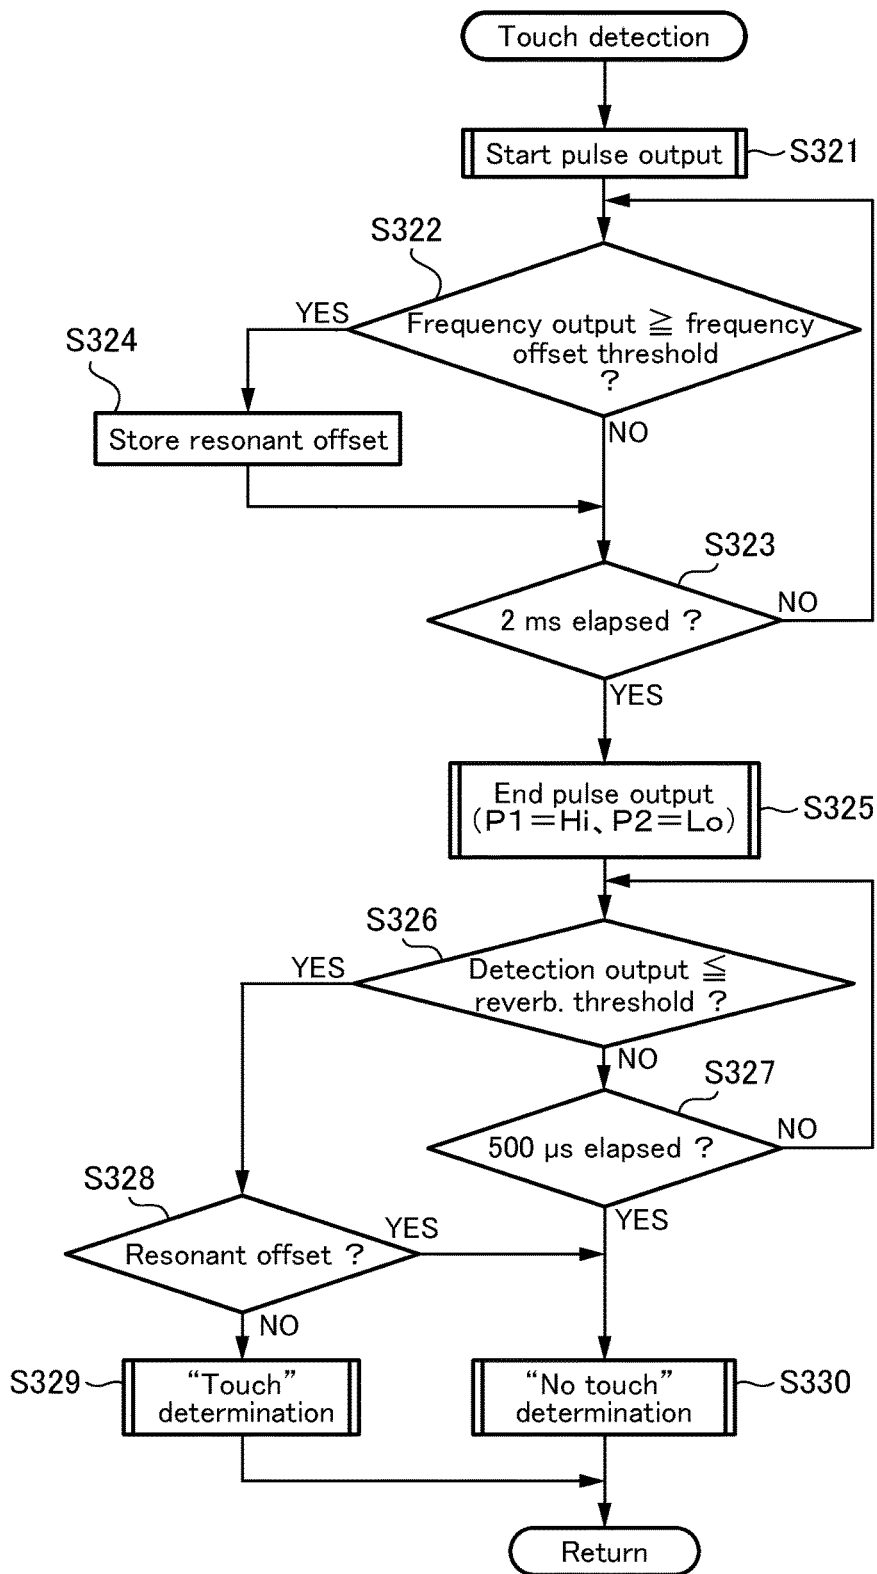 Touch detection
Start pulse output
S321
S322
YES
Frequency output ≧ frequency
offset threshold
?
S324
Store resonant offset
NO
S323
2 ms elapsed ?
NO
YES
End pulse output
(P1=Hi、P2=Lo)
S325
S326
YES
Detection output ≦
reverb. threshold ?
NO
S327
500 µs elapsed ?
NO
YES
S328
Resonant offset ?
YES
NO
S329
“Touch”
determination
“No touch”
determination
S330
Return